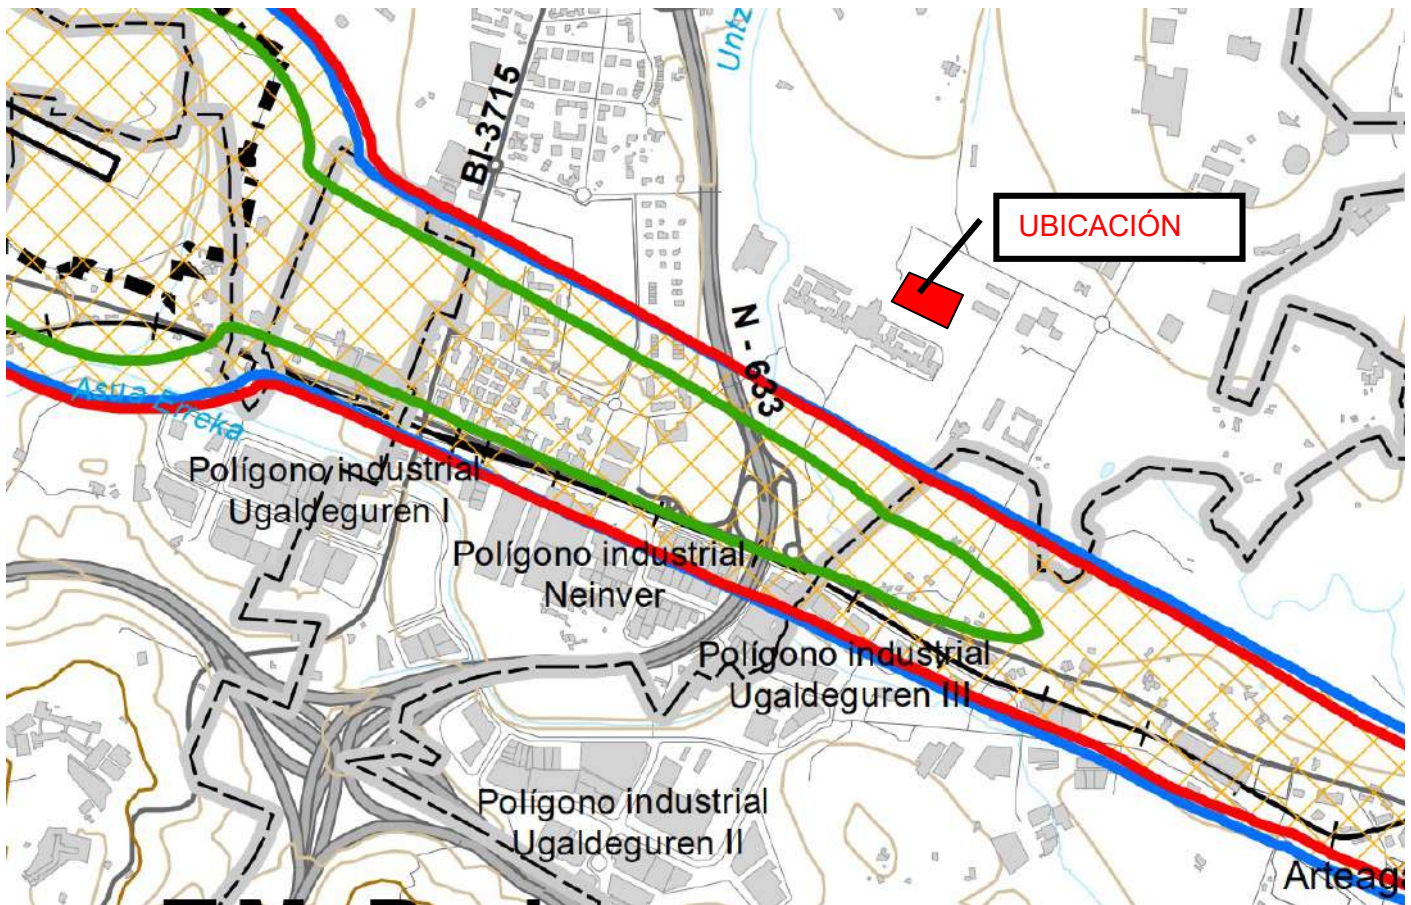 Untz
BI-3715
UBICACIÓN
N - 633
Asua Erreka
Polígono industrial
Ugaldeguren I
Polígono industrial
Neinver
Polígono industrial
Ugaldeguren III
Polígono industrial
Ugaldeguren II
Arteaga